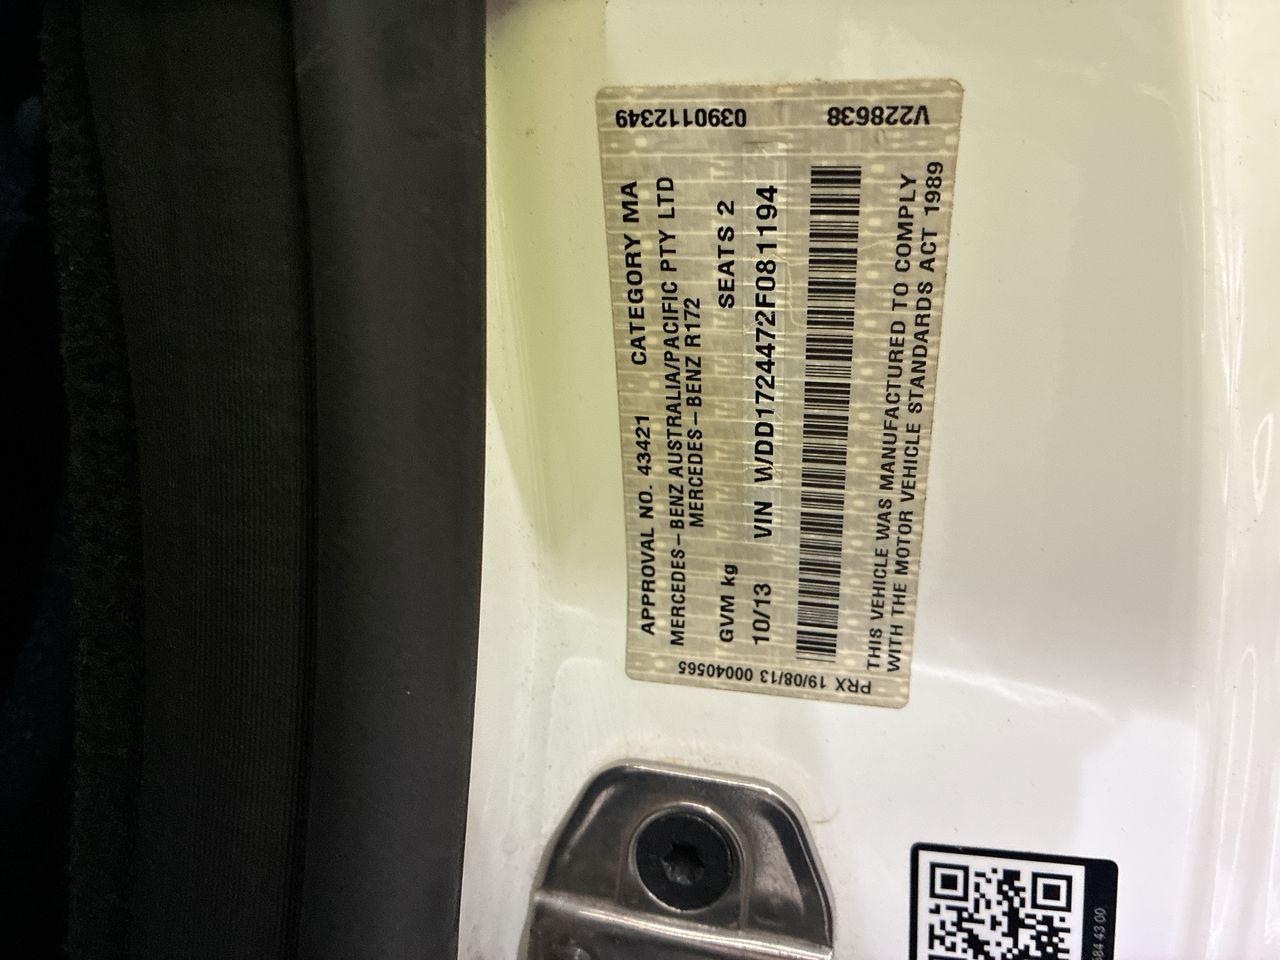 0390112349 V228638
APPROVAL NO. 43421 CATEGORY MA
MERCEDES-BENZ AUSTRALIA/PACIFIC PTY LTD
MERCEDES-BENZ R172
GVM kg SEATS 2
10/13 VIN WDD1724472F081194
THIS VEHICLE WAS MANUFACTURED TO COMPLY
WITH THE MOTOR VEHICLE STANDARDS ACT 1989
PRX 19/08/13 00040565